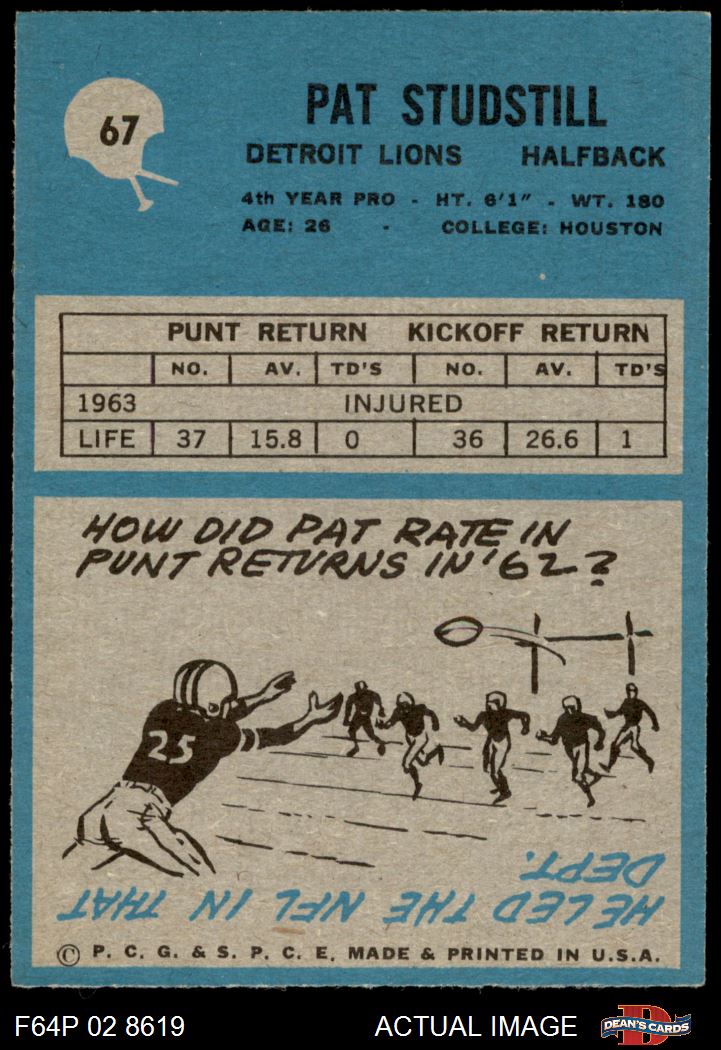 67
PAT STUDSTILL
DETROIT LIONS HALFBACK
4th YEAR PRO - HT. 6'1" - WT. 180
AGE: 26 - COLLEGE: HOUSTON
PUNT RETURN KICKOFF RETURN
NO. AV. TD'S NO. AV. TD'S
1963 INJURED
LIFE 37 15.8 0 36 26.6 1
HOW DID PAT RATE IN
PUNT RETURNS IN '62?
25
HE LED THE NFL IN THAT
DEPT.
© P. C. G. & S. P. C. E. MADE & PRINTED IN U.S.A.
F64P 02 8619 ACTUAL IMAGE DEAN'S CARDS